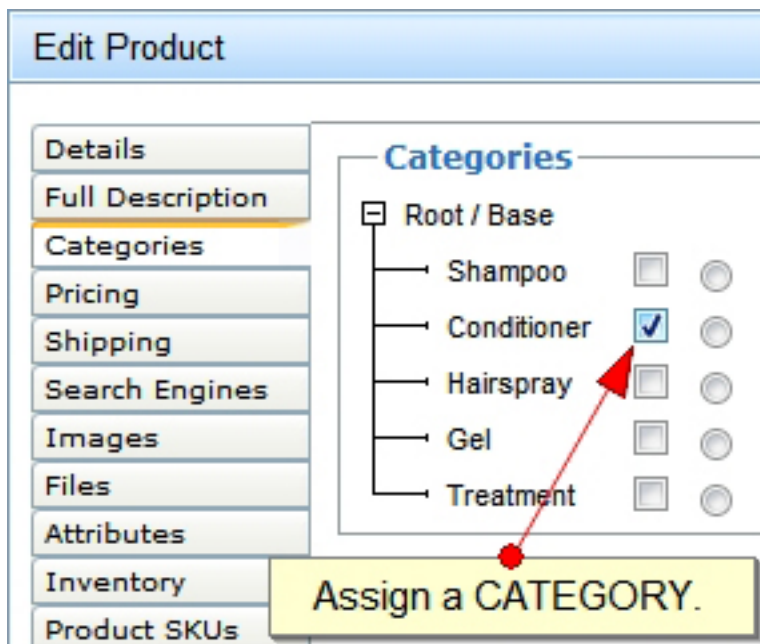 Edit Product
Details
Full Description
Categories
Pricing
Shipping
Search Engines
Images
Files
Attributes
Inventory
Product SKUs
Categories
Root / Base
Shampoo
Conditioner
Hairspray
Gel
Treatment
Assign a CATEGORY.